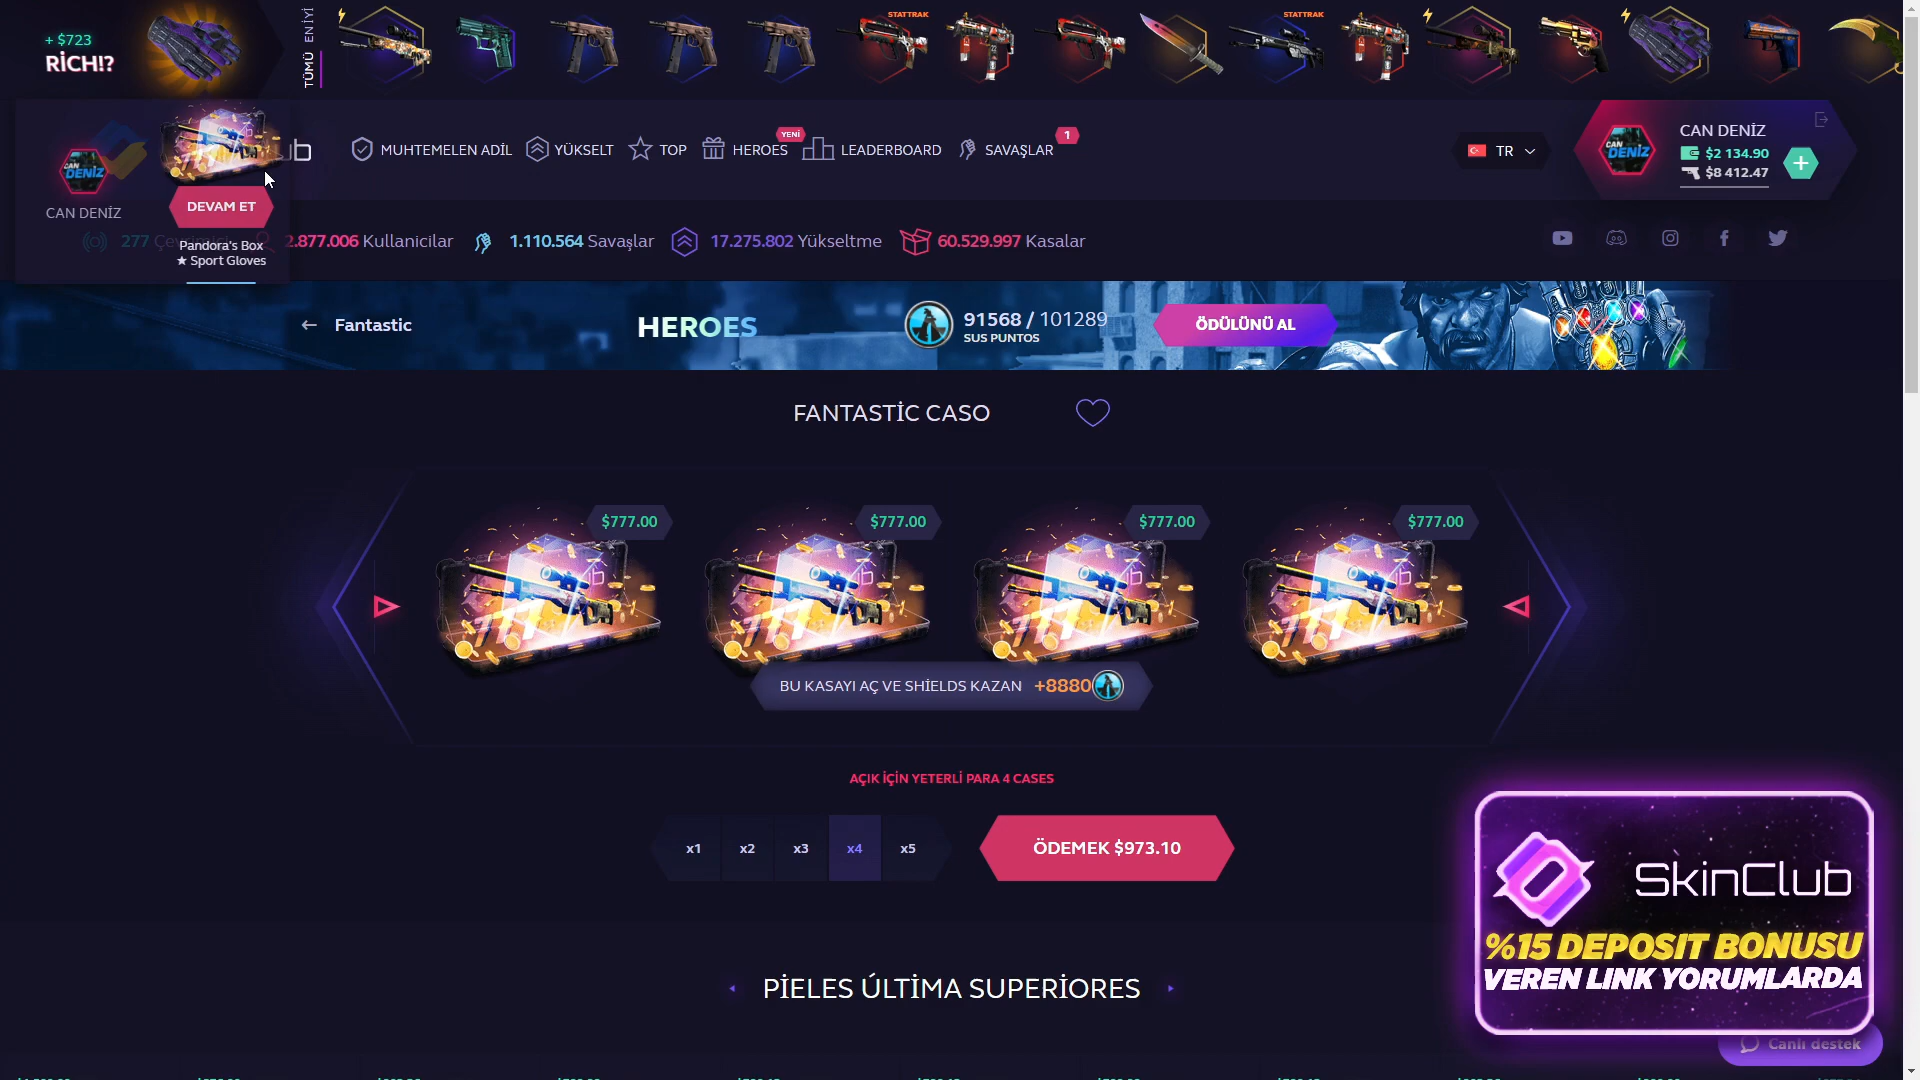 + $723
RİCH!?
EN İYİ
TÜMÜ
STATTRAK
STATTRAK
MUHTEMELEN ADİL
YÜKSELT
TOP
HEROES
YENİ
LEADERBOARD
SAVAŞLAR
1
TR
CAN DENİZ
CAN DENİZ
$2 134.90
$8 412.47
+
CAN DENİZ
CAN DENİZ
DEVAM ET
Pandora's Box
★ Sport Gloves
277
2.877.006 Kullanicilar
1.110.564 Savaşlar
17.275.802 Yükseltme
60.529.997 Kasalar
← Fantastic
HEROES
91568 / 101289
SUS PUNTOS
ÖDÜLÜNÜ AL
FANTASTİC CASO
$777.00
$777.00
$777.00
$777.00
BU KASAYI AÇ VE SHİELDS KAZAN +8880
AÇIK İÇİN YETERLİ PARA 4 CASES
x1
x2
x3
x4
x5
ÖDEMEK $973.10
SkinClub
%15 DEPOSIT BONUSU
VEREN LINK YORUMLARDA
PİELES ÚLTİMA SUPERİORES
Canlı destek